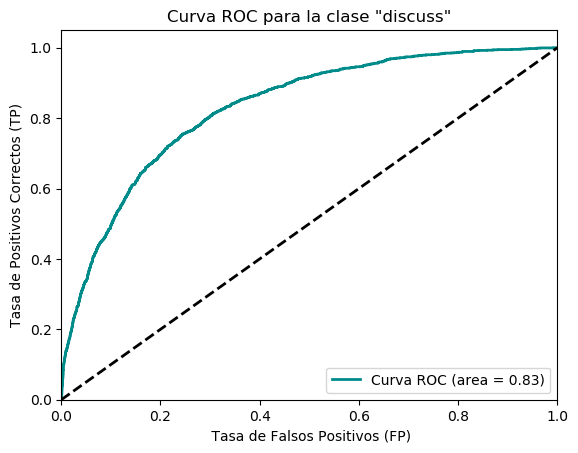 Curva ROC para la clase "discuss"
Tasa de Positivos Correctos (TP)
1.0
0.8
0.6
0.4
0.2
0.0
0.0 0.2 0.4 0.6 0.8 1.0
Curva ROC (area = 0.83)
Tasa de Falsos Positivos (FP)